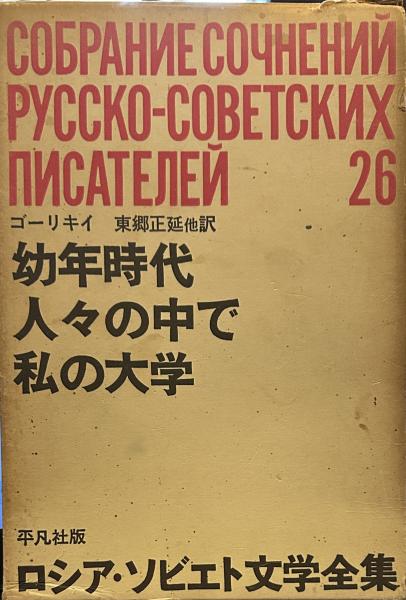 СОБРАНИЕ СОЧНЕНИЙ
РУССКО-СОВЕТСКИХ
ПИСАТЕЛЕЙ 26
ゴーリキイ 東郷正延他訳
幼年時代
人々の中で
私の大学
平凡社版
ロシア・ソビエト文学全集